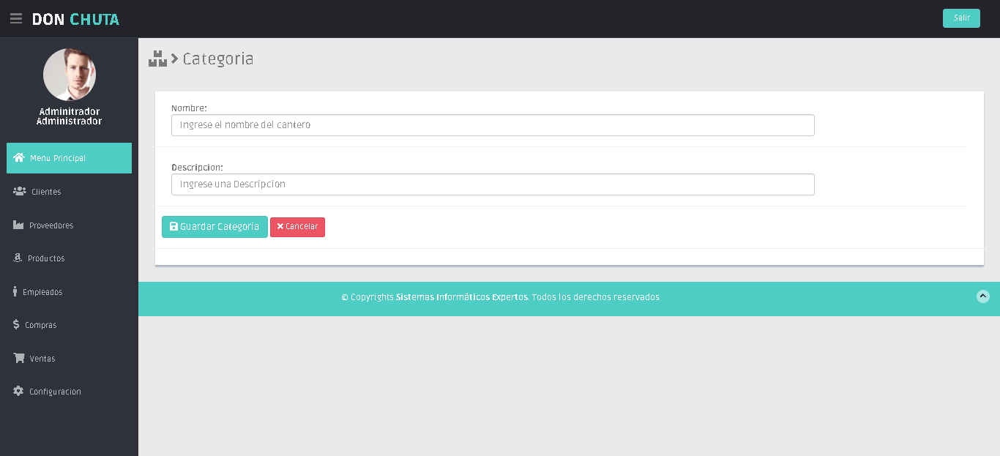 DON CHUTA
Salir
Adminitrador
Administrador
Menu Principal
Clientes
Proveedores
Productos
Empleados
Compras
Ventas
Configuracion
Categoria
Nombre:
Ingrese el nombre del cantero
Descripcion:
Ingrese una Descripcion
Guardar Categoria
Cancelar
© Copyrights Sistemas Informáticos Expertos. Todos los derechos reservados